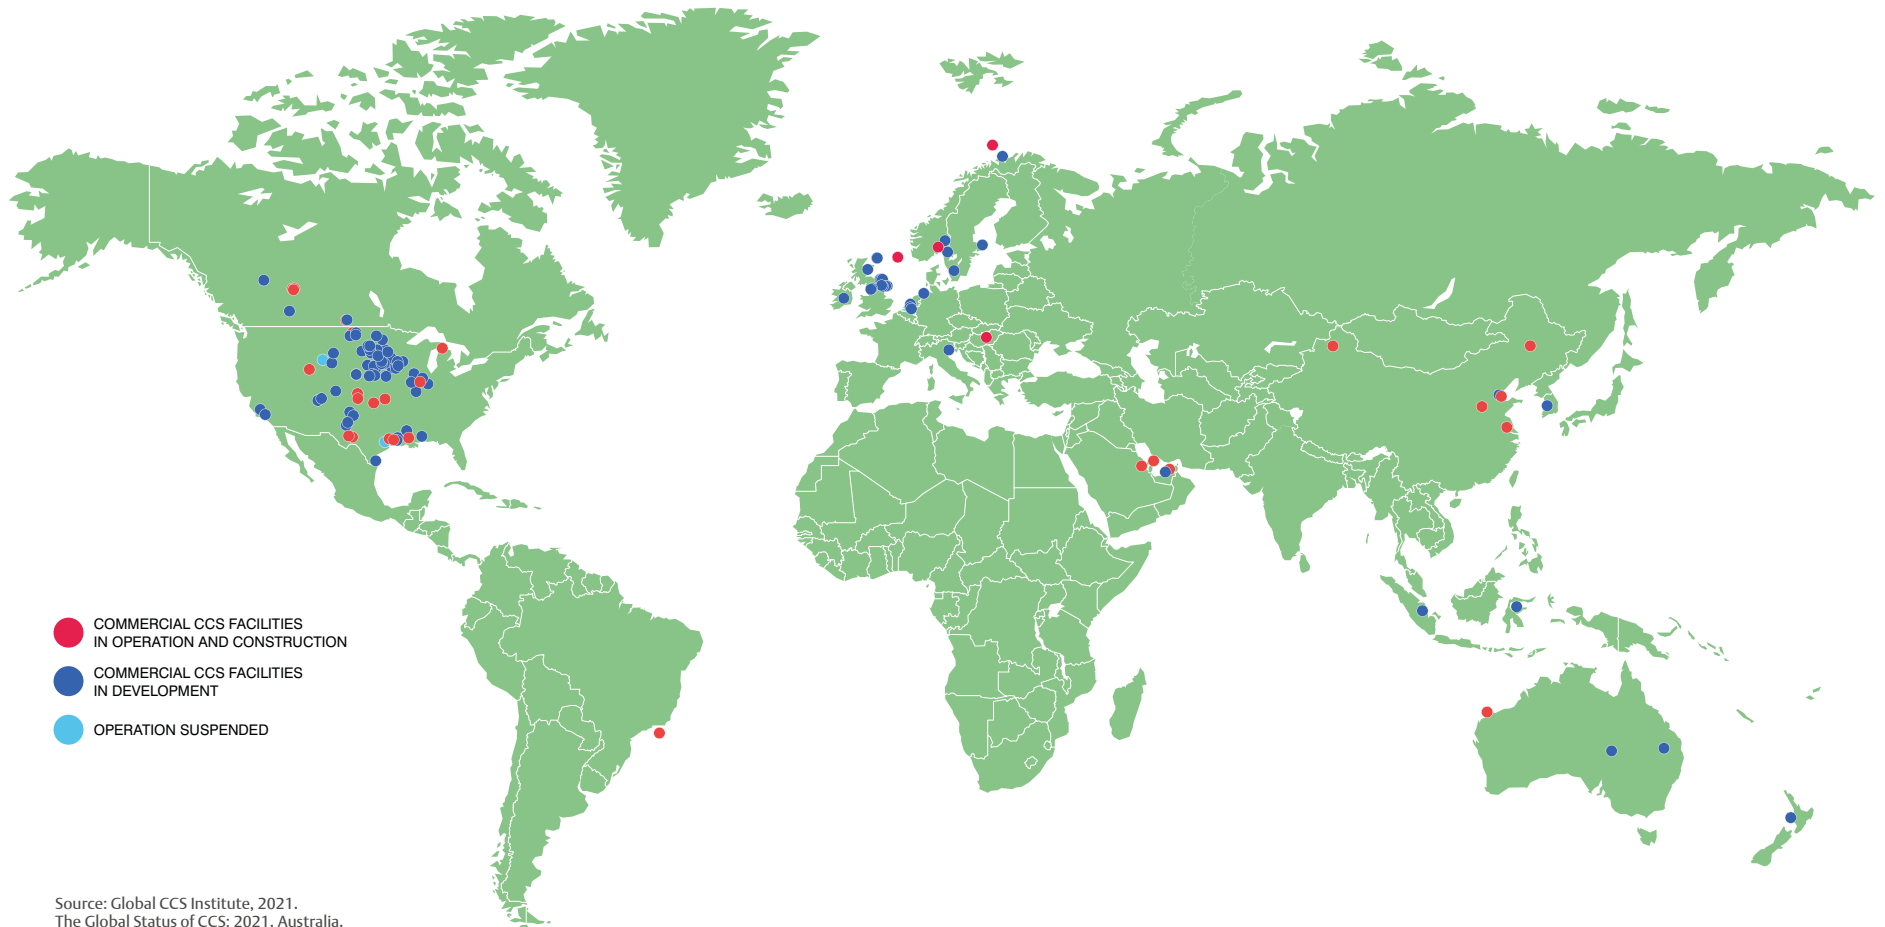 COMMERCIAL CCS FACILITIES
IN OPERATION AND CONSTRUCTION
COMMERCIAL CCS FACILITIES
IN DEVELOPMENT
OPERATION SUSPENDED
Source: Global CCS Institute, 2021.
The Global Status of CCS: 2021. Australia.